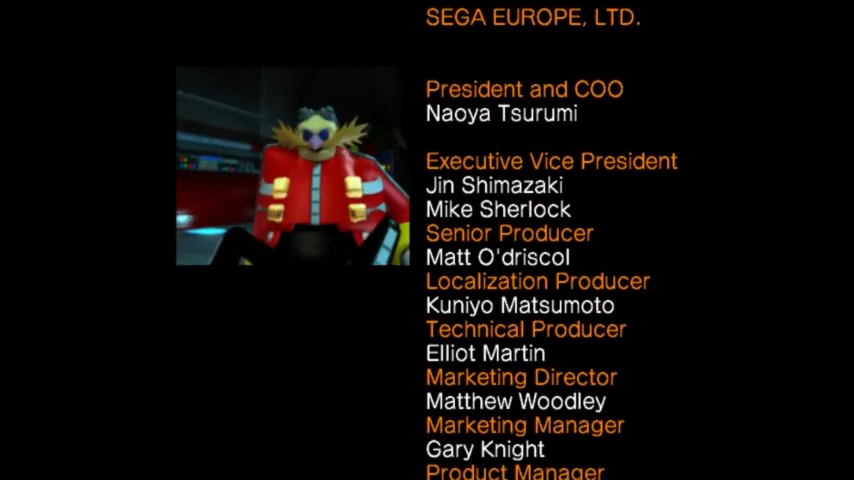 SEGA EUROPE, LTD.
President and COO
Naoya Tsurumi
Executive Vice President
Jin Shimazaki
Mike Sherlock
Senior Producer
Matt O'driscol
Localization Producer
Kuniyo Matsumoto
Technical Producer
Elliot Martin
Marketing Director
Matthew Woodley
Marketing Manager
Gary Knight
Product Manager